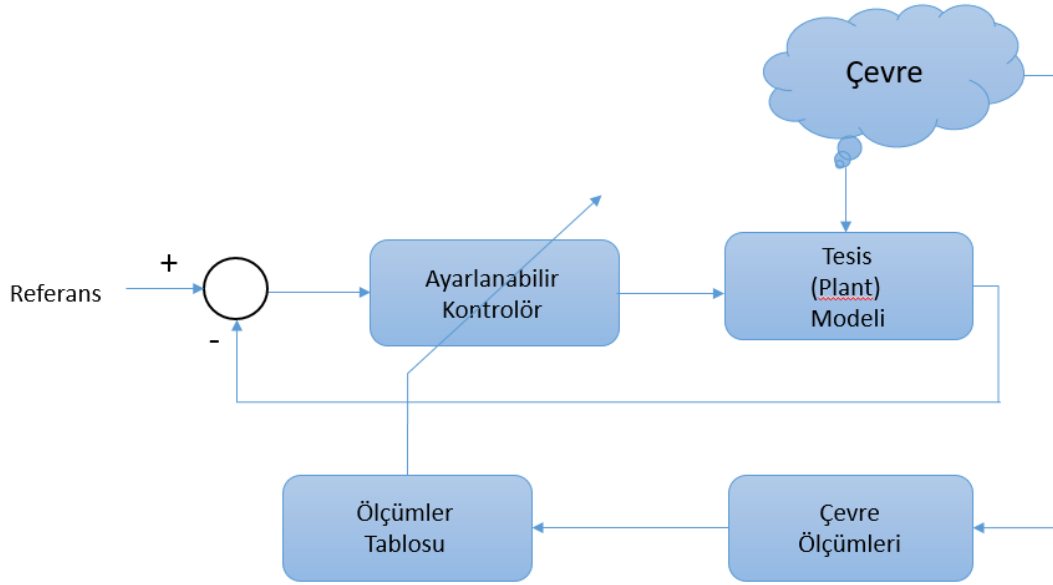 Çevre
+
Referans
-
Ayarlanabilir
Kontrolör
Tesis
(Plant)
Modeli
Ölçümler
Tablosu
Çevre
Ölçümleri